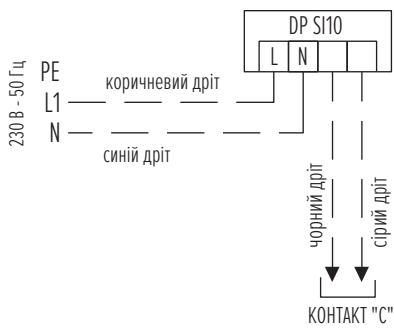 DP SI10
L N
230 В - 50 Гц
PE
L1
N
коричневий дріт
синій дріт
чорний дріт
сірий дріт
КОНТАКТ "С"